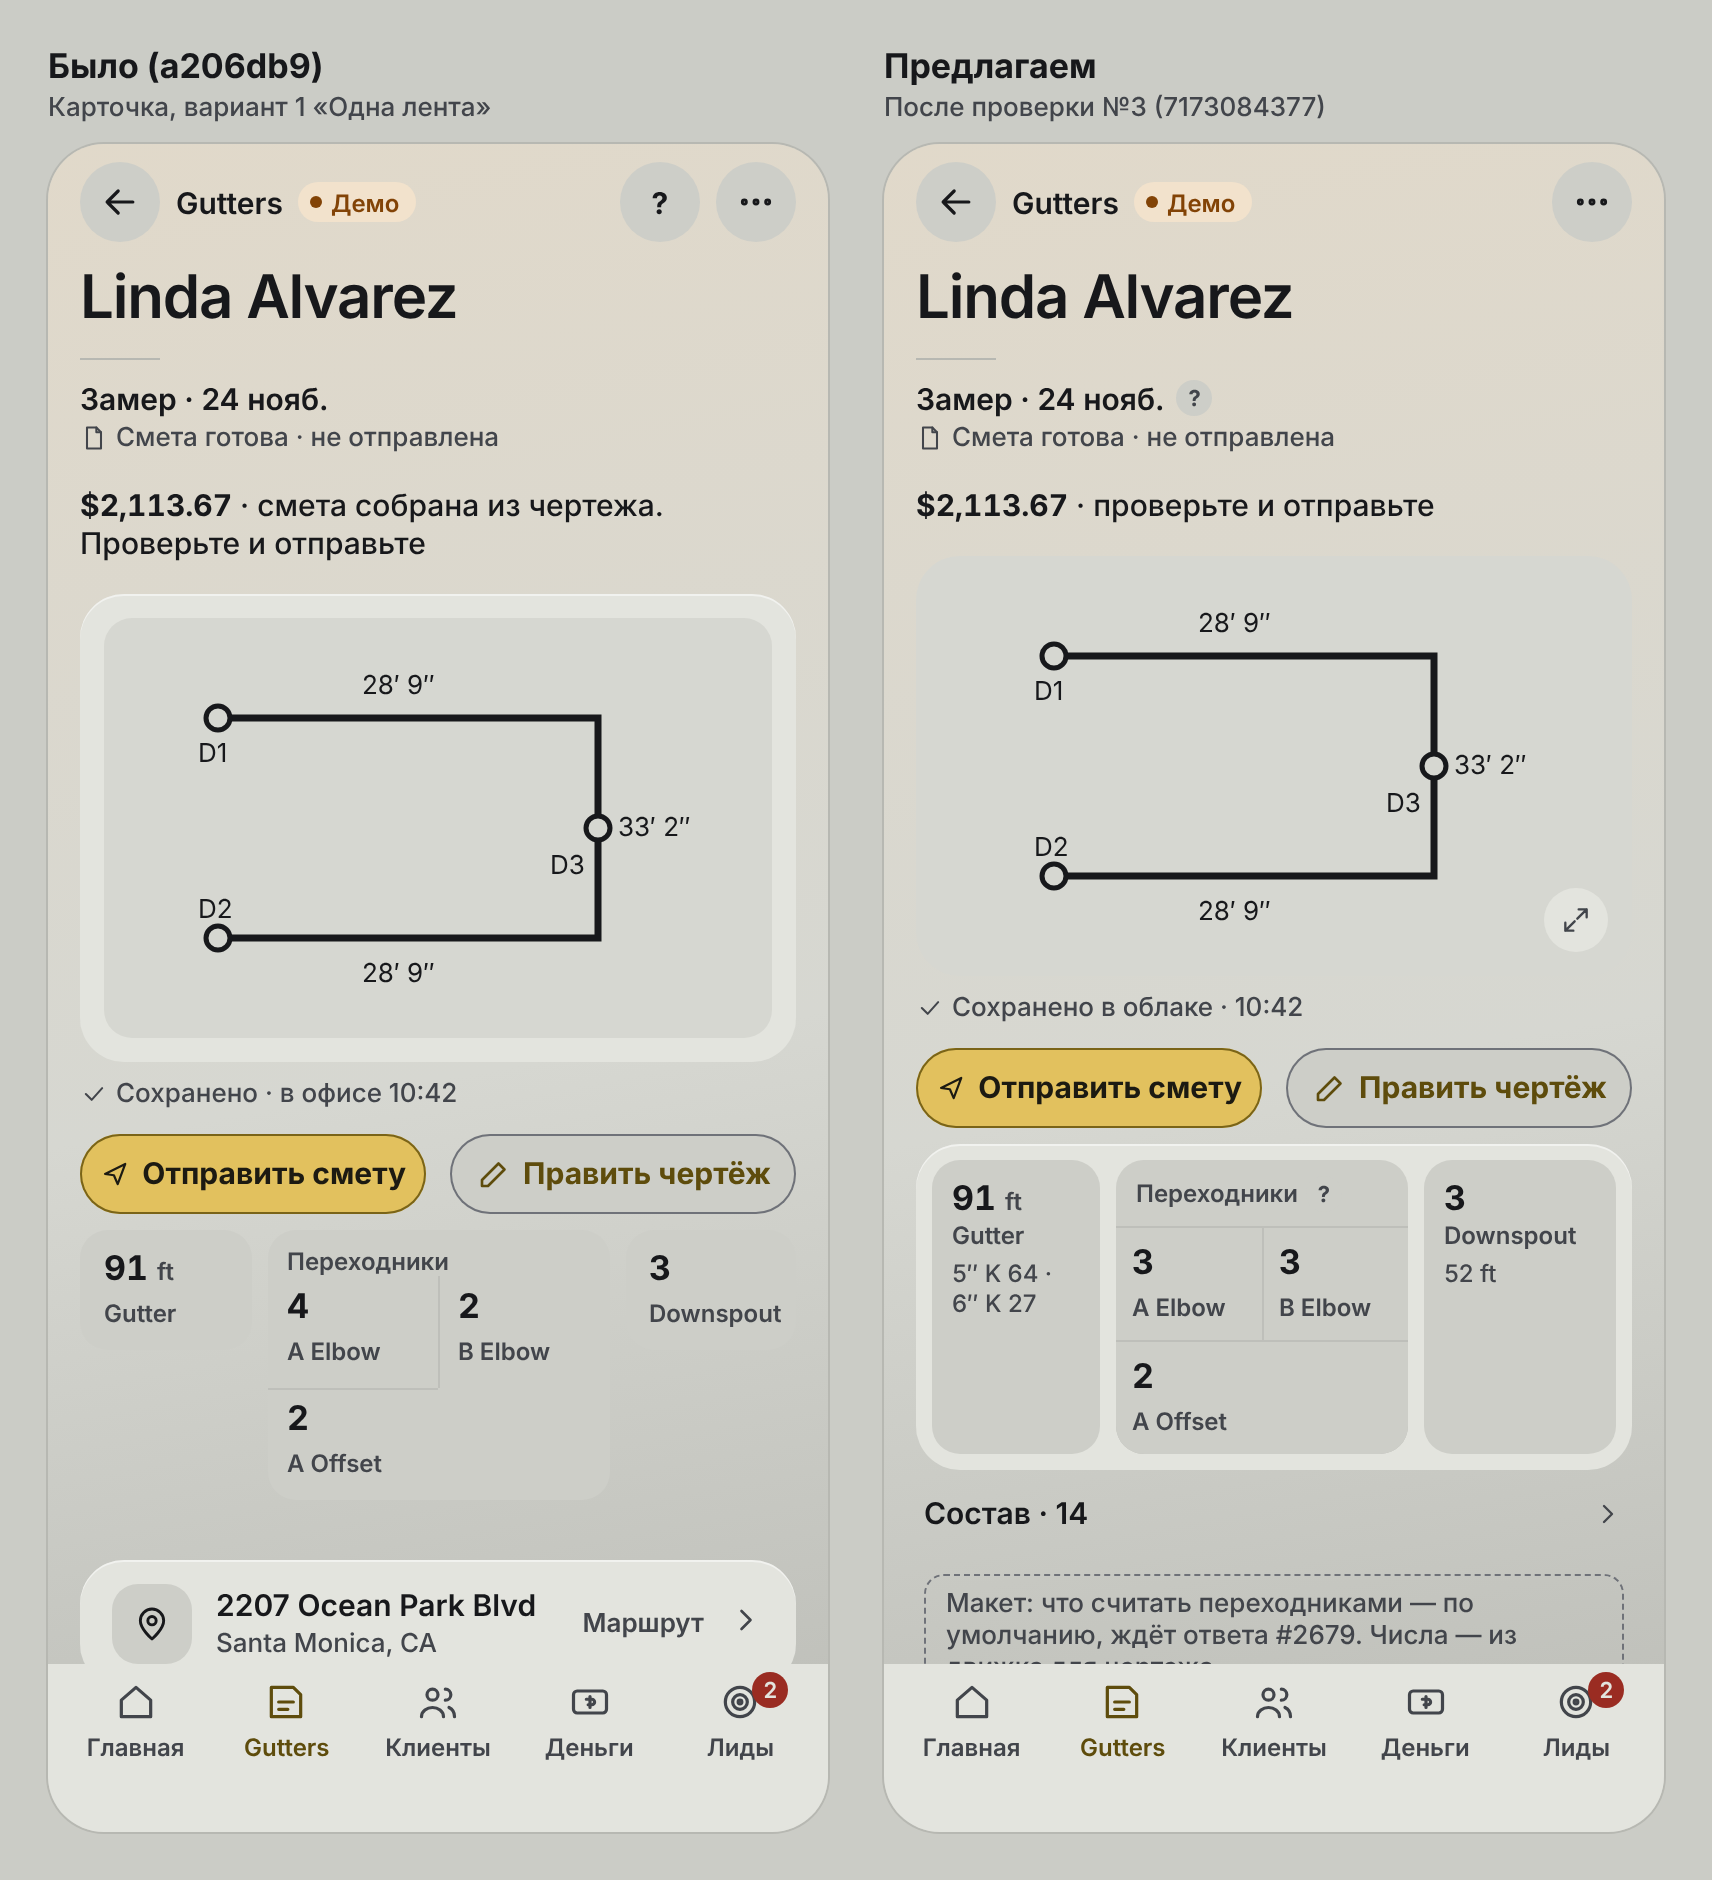 Было (a206db9)
Карточка, вариант 1 «Одна лента»
Gutters
Демо
?
Linda Alvarez
Замер · 24 нояб.
Смета готова · не отправлена
$2,113.67 · смета собрана из чертежа.
Проверьте и отправьте
28′ 9″
D1
33′ 2″
D3
D2
28′ 9″
Сохранено · в офисе 10:42
Отправить смету
Править чертёж
91 ft
Gutter
Переходники
4
A Elbow
2
B Elbow
2
A Offset
3
Downspout
2207 Ocean Park Blvd
Santa Monica, CA
Маршрут
Главная
Gutters
Клиенты
Деньги
2
Лиды
Предлагаем
После проверки №3 (7173084377)
Gutters
Демо
Linda Alvarez
Замер · 24 нояб. ?
Смета готова · не отправлена
$2,113.67 · проверьте и отправьте
28′ 9″
D1
33′ 2″
D3
D2
28′ 9″
Сохранено в облаке · 10:42
Отправить смету
Править чертёж
91 ft
Gutter
5″ K 64 ·
6″ K 27
Переходники ?
3
A Elbow
3
B Elbow
2
A Offset
3
Downspout
52 ft
Состав · 14
Макет: что считать переходниками — по
умолчанию, ждёт ответа #2679. Числа — из
Главная
Gutters
Клиенты
Деньги
2
Лиды